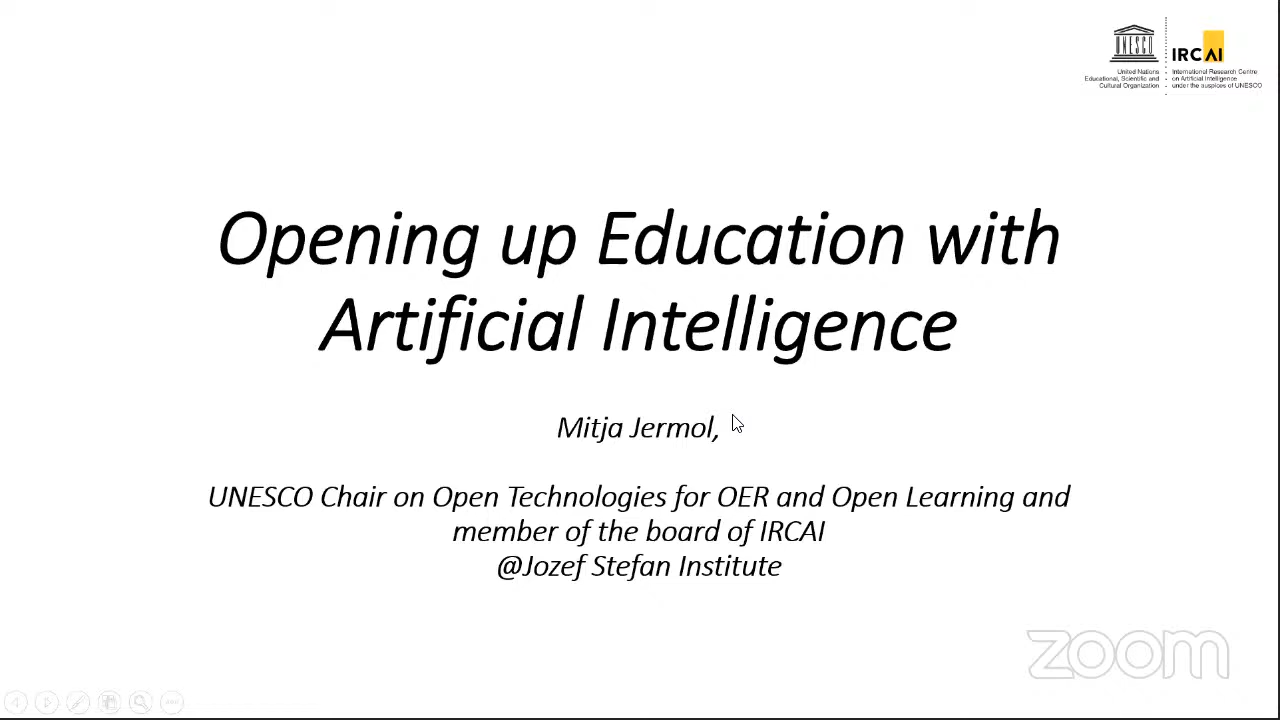 UNESCO
United Nations
Educational, Scientific and
Cultural Organization
IRCAI
International Research Centre
on Artificial Intelligence
under the auspices of UNESCO
Opening up Education with
Artificial Intelligence
Mitja Jermol,
UNESCO Chair on Open Technologies for OER and Open Learning and
member of the board of IRCAI
@Jozef Stefan Institute
zoom